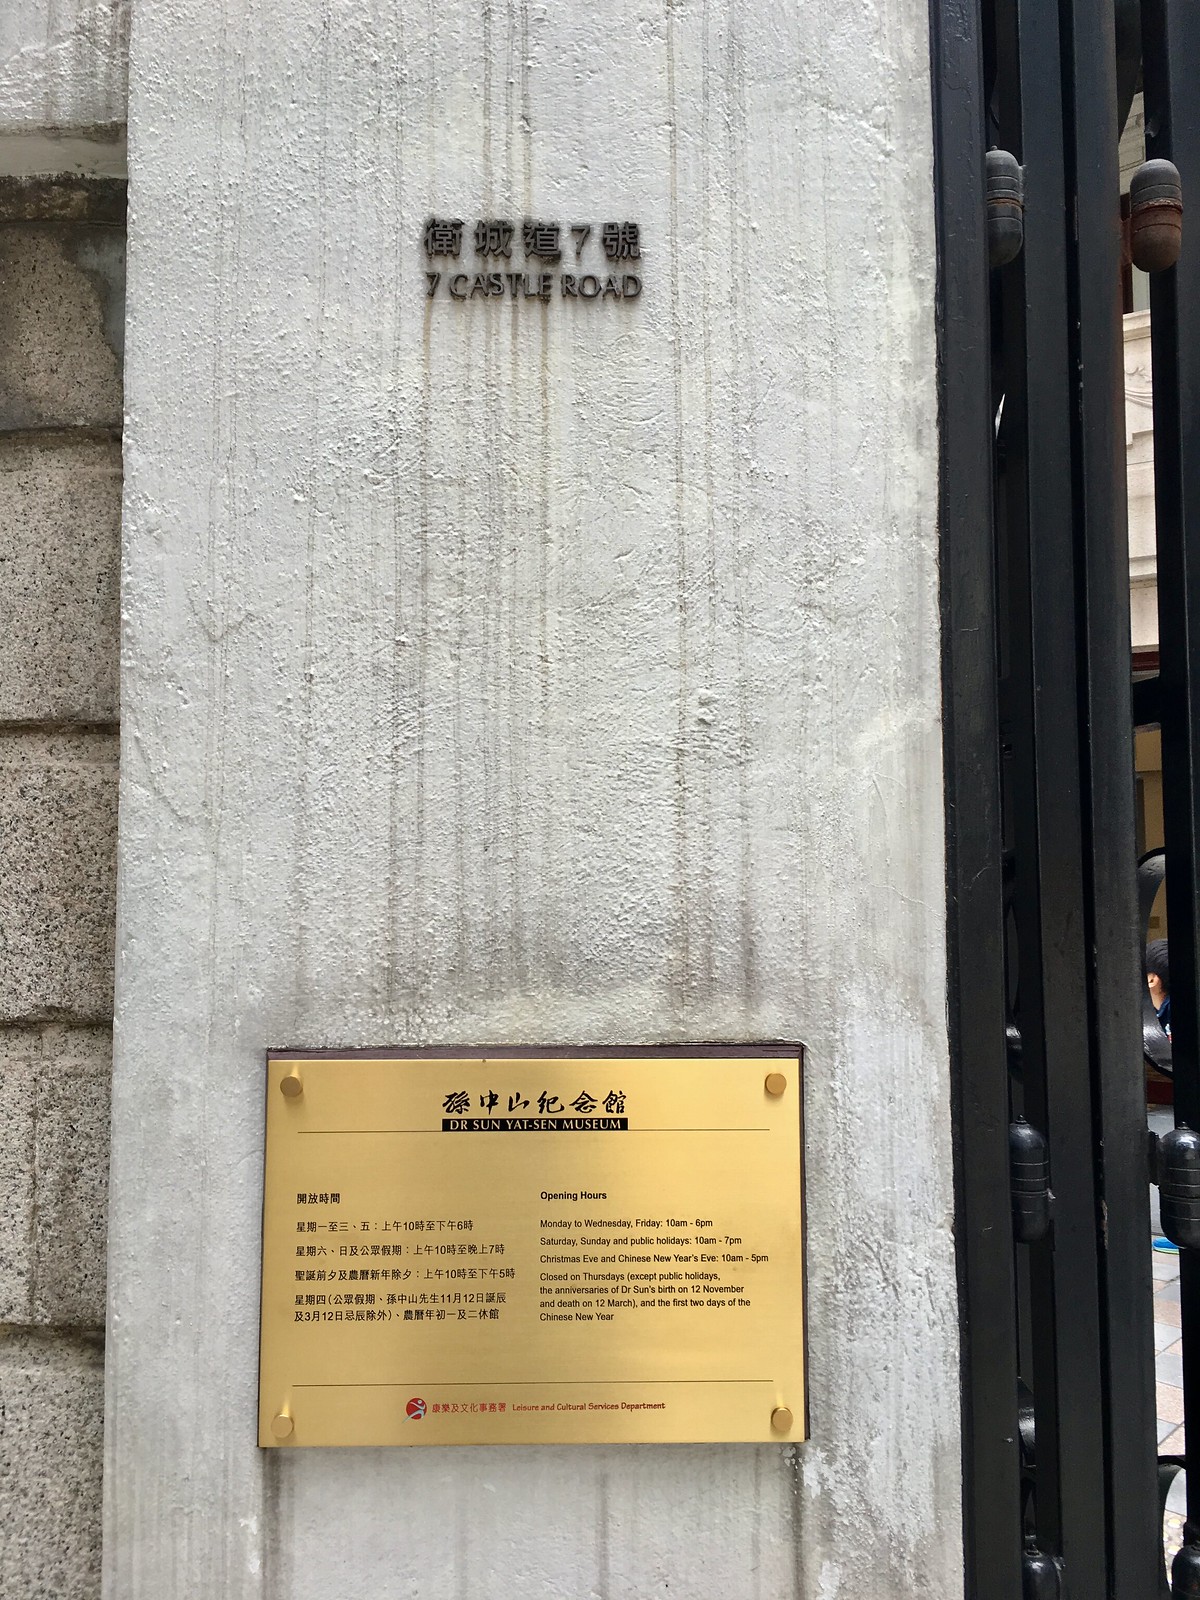 衛城道7號
7 CASTLE ROAD
孫中山紀念館
DR SUN YAT-SEN MUSEUM
開放時間
星期一至三、五：上午10時至下午6時
星期六、日及公眾假期：上午10時至晚上7時
聖誕前夕及農曆新年除夕：上午10時至下午5時
星期四（公眾假期、孫中山先生11月12日誕辰
及3月12日忌辰除外）、農曆年初一及二休館
Opening Hours
Monday to Wednesday, Friday: 10am - 6pm
Saturday, Sunday and public holidays: 10am - 7pm
Christmas Eve and Chinese New Year's Eve: 10am - 5pm
Closed on Thursdays (except public holidays,
the anniversaries of Dr Sun's birth on 12 November
and death on 12 March), and the first two days of the
Chinese New Year
康樂及文化事務署 Leisure and Cultural Services Department